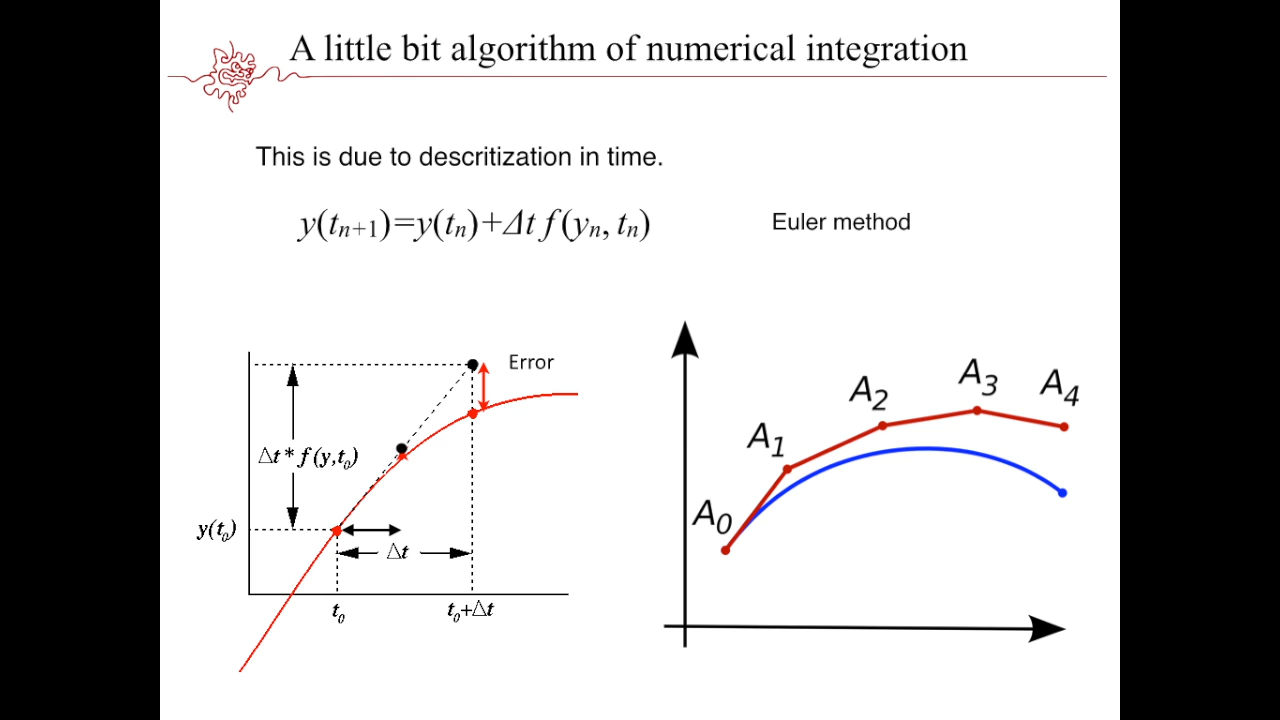 A little bit algorithm of numerical integration
This is due to descritization in time.
y(tn+1)=y(tn)+Δt f(yn, tn)
Euler method
Error
Δt*f(y,t0)
y(t0)
Δt
t0
t0+Δt
A0
A1
A2
A3
A4